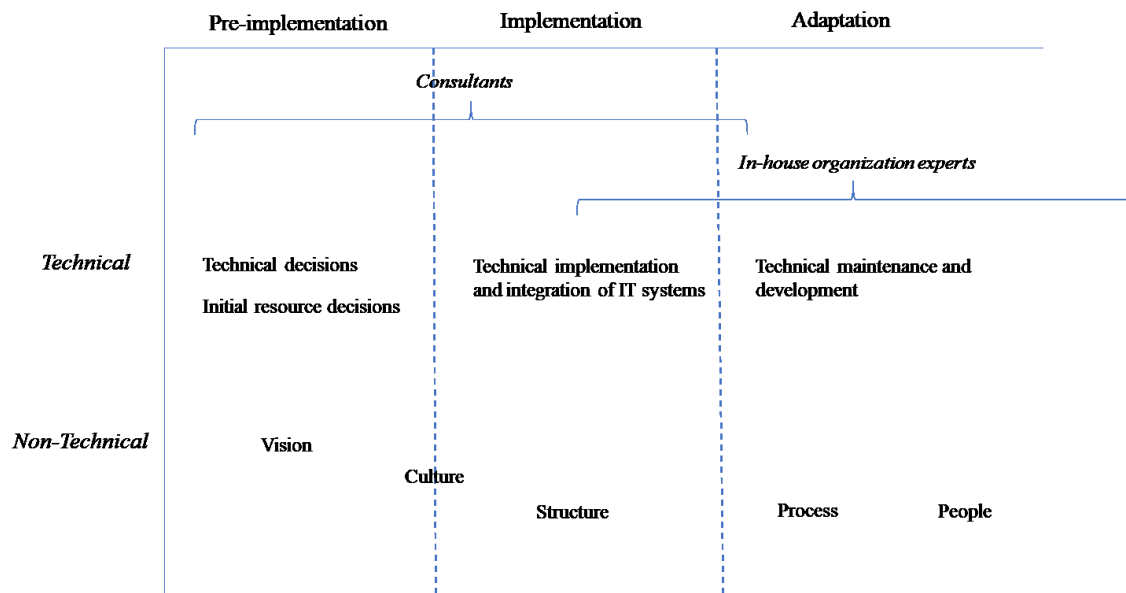 Pre-implementation
Implementation
Adaptation
Consultants
In-house organization experts
Technical
Technical decisions
Initial resource decisions
Technical implementation
and integration of IT systems
Technical maintenance and
development
Non-Technical
Vision
Culture
Structure
Process
People